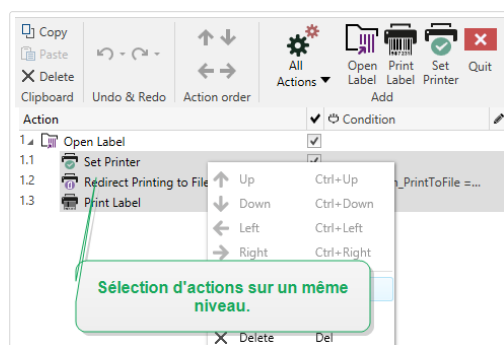 Copy
Paste
Delete
Clipboard
Undo & Redo
Action order
All
Actions
Open
Label
Print
Label
Set
Printer
Quit
Add
Action
Condition
1 Open Label
1.1 Set Printer
1.2 Redirect Printing to File
n_PrintToFile =...
1.3 Print Label
Up Ctrl+Up
Down Ctrl+Down
Left Ctrl+Left
Right Ctrl+Right
Sélection d'actions sur un même
niveau.
Delete Del